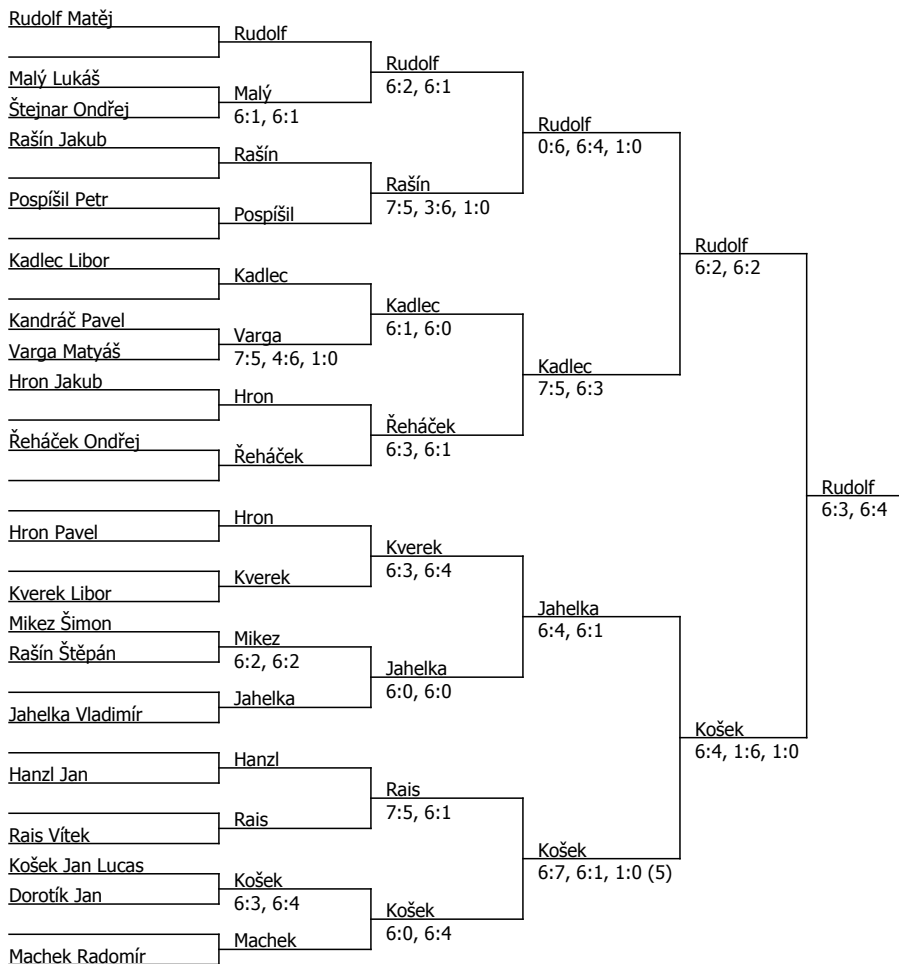 Rudolf Matěj
Malý Lukáš
Štejnar Ondřej
Rašín Jakub
Pospíšil Petr
Kadlec Libor
Kandráč Pavel
Varga Matyáš
Hron Jakub
Řeháček Ondřej
Hron Pavel
Kverek Libor
Mikez Šimon
Rašín Štěpán
Jahelka Vladimír
Hanzl Jan
Rais Vítek
Košek Jan Lucas
Dorotík Jan
Machek Radomír
Rudolf
Malý
6:1, 6:1
Rašín
Pospíšil
Kadlec
Varga
7:5, 4:6, 1:0
Hron
Řeháček
Hron
Kverek
Mikez
6:2, 6:2
Jahelka
Hanzl
Rais
Košek
6:3, 6:4
Machek
Rudolf
6:2, 6:1
Rašín
7:5, 3:6, 1:0
Kadlec
6:1, 6:0
Řeháček
6:3, 6:1
Kverek
6:3, 6:4
Jahelka
6:0, 6:0
Rais
7:5, 6:1
Košek
6:0, 6:4
Rudolf
0:6, 6:4, 1:0
Kadlec
7:5, 6:3
Jahelka
6:4, 6:1
Košek
6:7, 6:1, 1:0 (5)
Rudolf
6:2, 6:2
Košek
6:4, 1:6, 1:0
Rudolf
6:3, 6:4